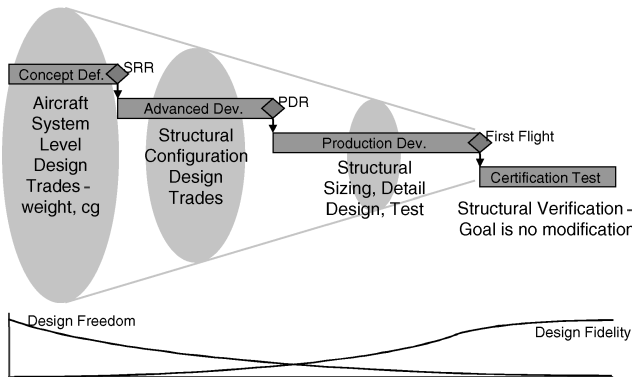 Concept Def.
SRR
Aircraft
System
Level
Design
Trades –
weight, cg
Advanced Dev.
PDR
Structural
Configuration
Design
Trades
Production Dev.
First Flight
Structural
Sizing, Detail
Design, Test
Certification Test
Structural Verification –
Goal is no modification
Design Freedom
Design Fidelity